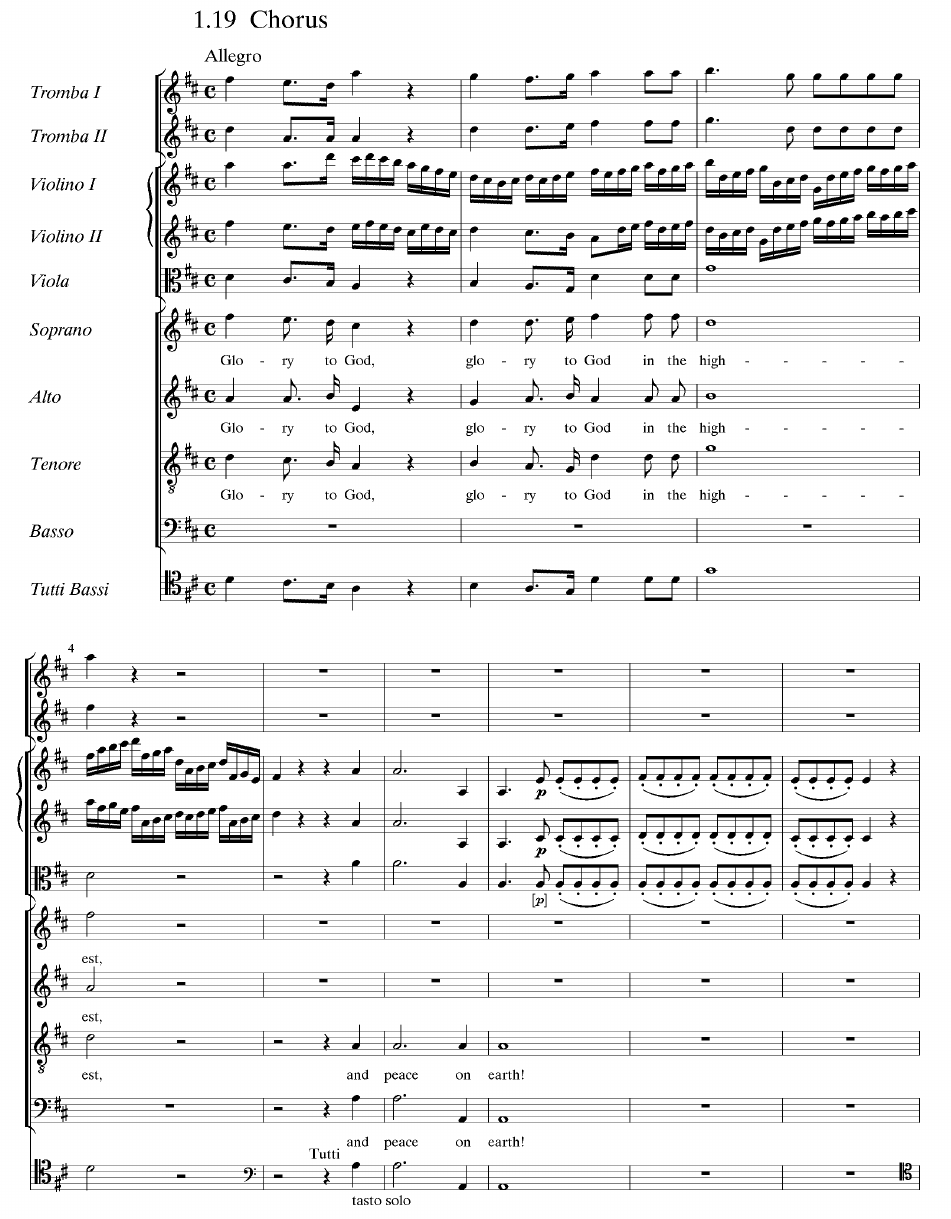 1.19 Chorus
Allegro
Tromba I
Tromba II
Violino I
Violino II
Viola
Soprano
Glo - ry to God, glo - ry to God in the high - - - - - -
Alto
Glo - ry to God, glo - ry to God in the high - - - - - -
Tenore
Glo - ry to God, glo - ry to God in the high - - - - - -
Basso
Tutti Bassi
4
p
p
[p]
est,
est,
est, and peace on earth!
and peace on earth!
Tutti
tasto solo